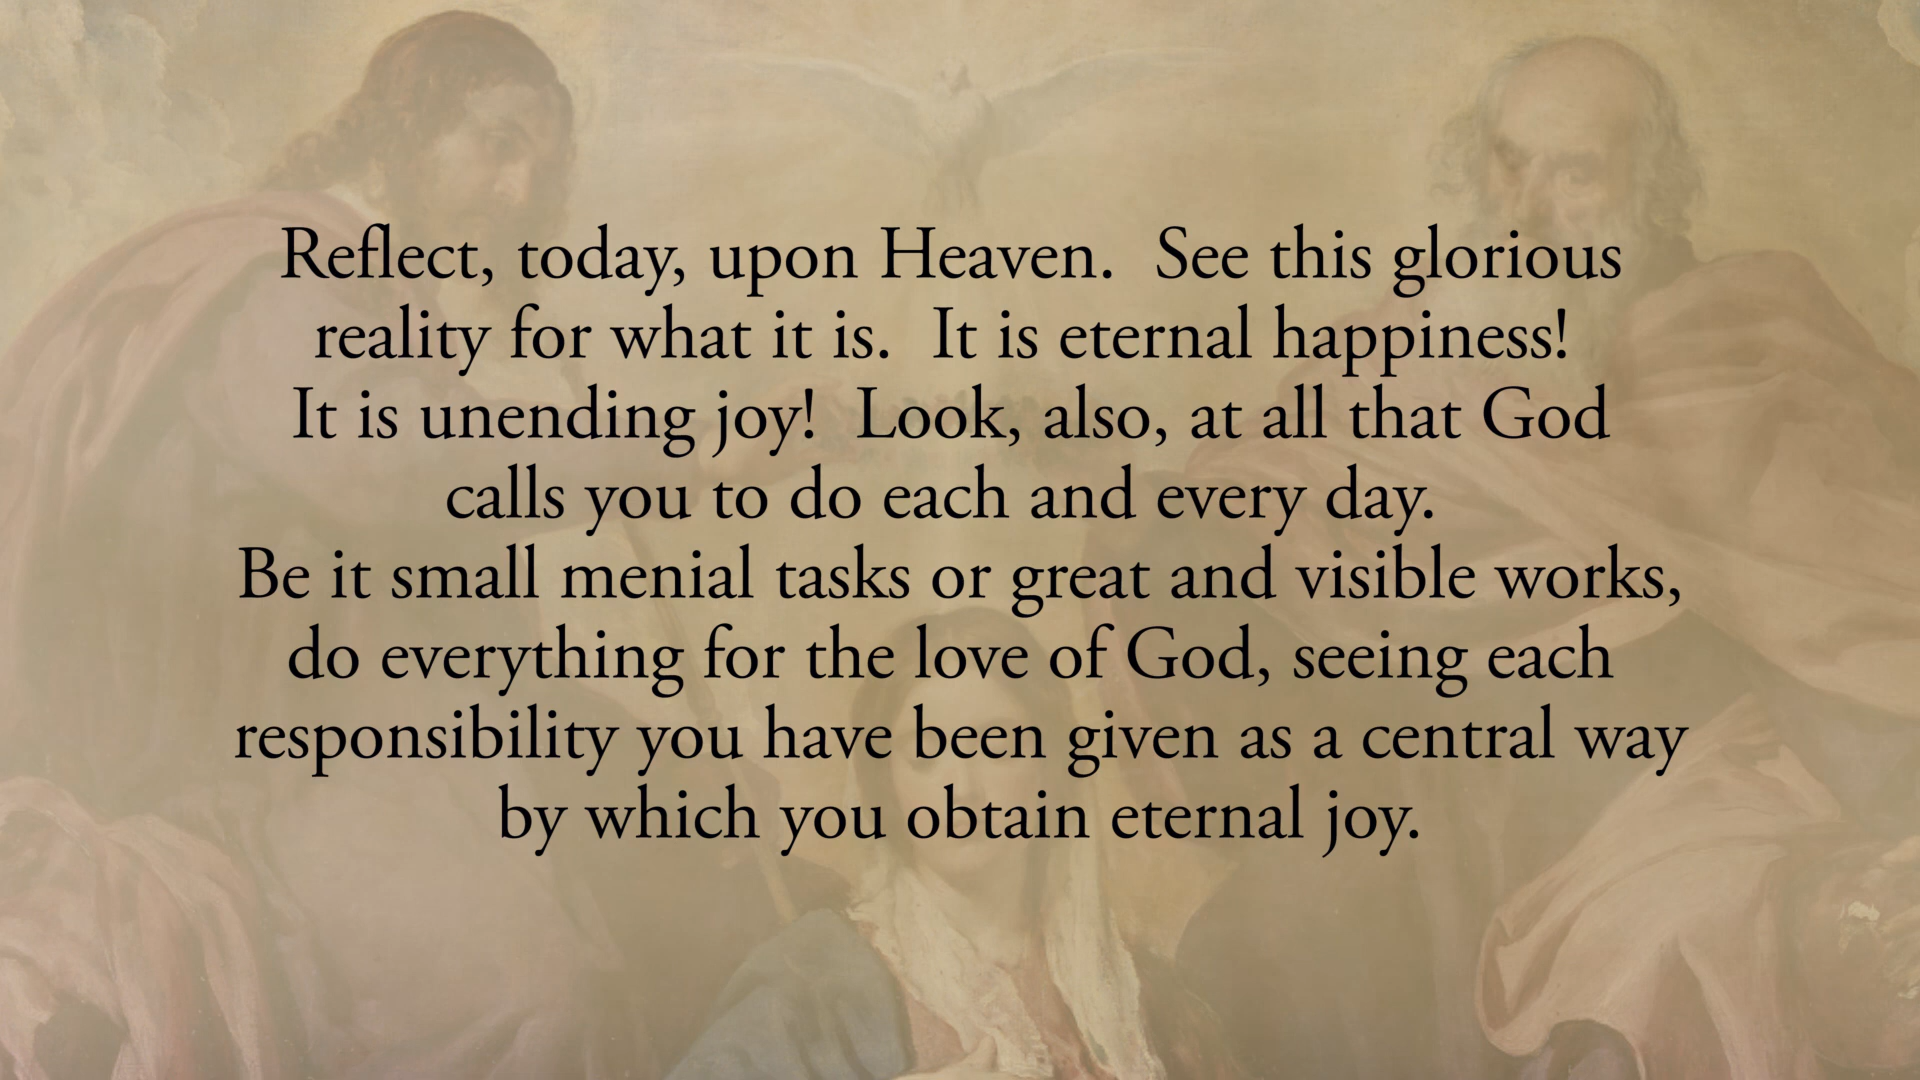 Reflect, today, upon Heaven.  See this glorious
reality for what it is.  It is eternal happiness!
It is unending joy!  Look, also, at all that God
calls you to do each and every day.
Be it small menial tasks or great and visible works,
do everything for the love of God, seeing each
responsibility you have been given as a central way
by which you obtain eternal joy.